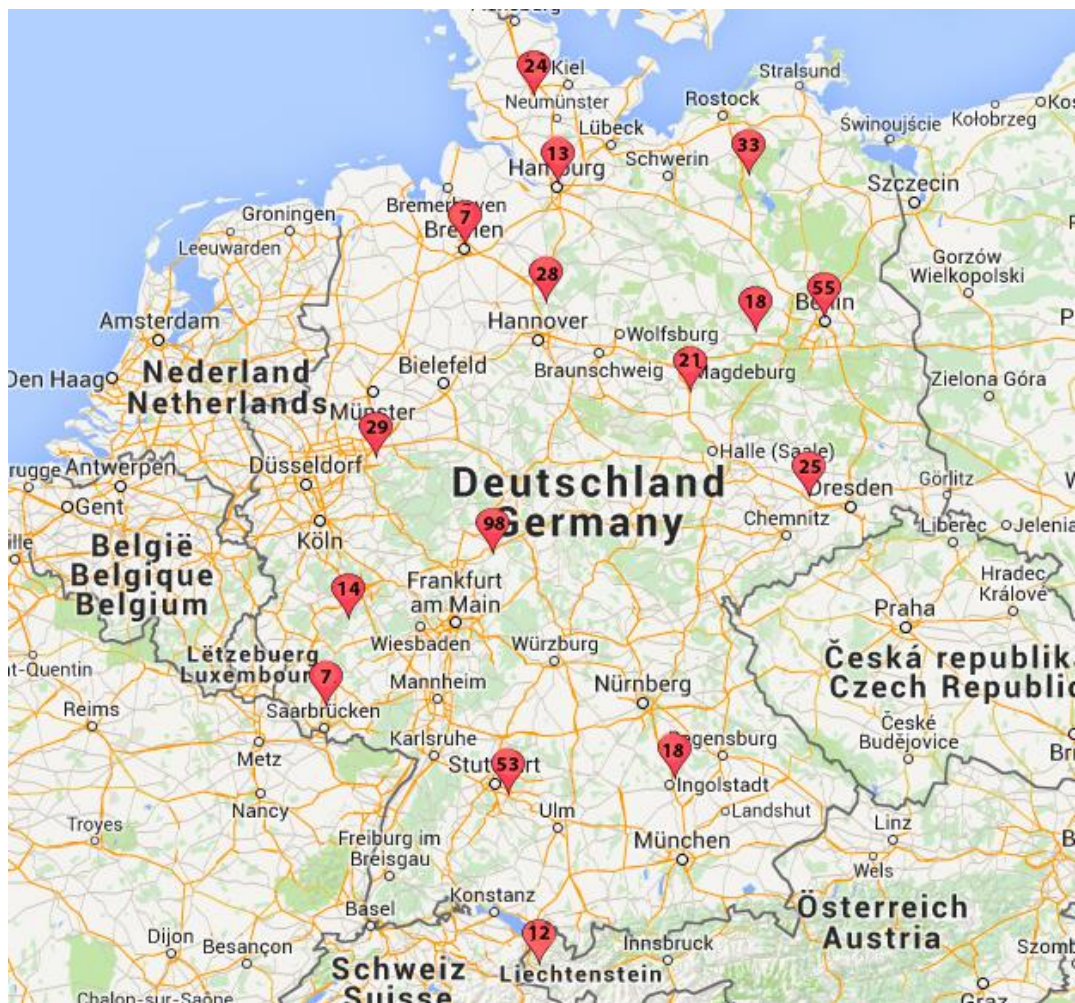 24
Kiel
Stralsund
Neumünster
Rostock
Kołobrzeg
Lübeck
Świnoujście
33
13
Hamburg
Schwerin
Szczecin
Bremerhaven
Groningen
7
Bremen
Leeuwarden
28
Gorzów
Wielkopolski
18
55
Berlin
Amsterdam
Hannover
Wolfsburg
21
Bielefeld
Braunschweig
Magdeburg
Den Haag
Nederland
Netherlands
Zielona Góra
Münster
29
Halle (Saale)
Antwerpen
Düsseldorf
25
Dresden
Görlitz
Gent
Deutschland
Germany
98
Chemnitz
Liberec
Köln
België
Belgique
Belgium
Hradec
Králové
14
Frankfurt
am Main
Praha
Wiesbaden
Würzburg
Lëtzebuerg
Luxembourg
Česká republika
Czech Republic
7
Mannheim
Nürnberg
Saarbrücken
Reims
České
Budějovice
Karlsruhe
18
Regensburg
Metz
53
Stuttgart
Ingolstadt
Nancy
Ulm
Landshut
Linz
Troyes
Freiburg im
Breisgau
München
Wels
Konstanz
Basel
Österreich
Austria
12
Dijon
Besançon
Innsbruck
Liechtenstein
Schweiz
Suisse
Chalon-sur-Saône
Graz